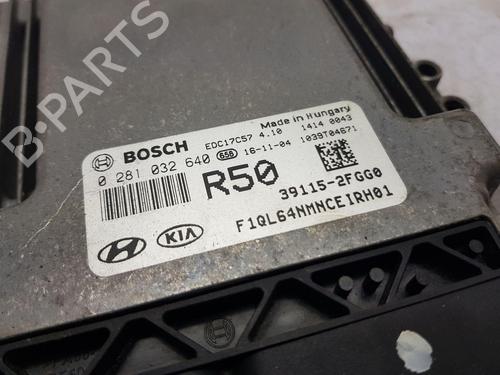 Made in Hungary
BOSCH EDC17C57 4.10 1414 0043
0 281 032 640 658 16-11-04 1039T04671
R50 39115-2FGG0
F1QL64NMNCE1RH01
KIA
B-PARTS